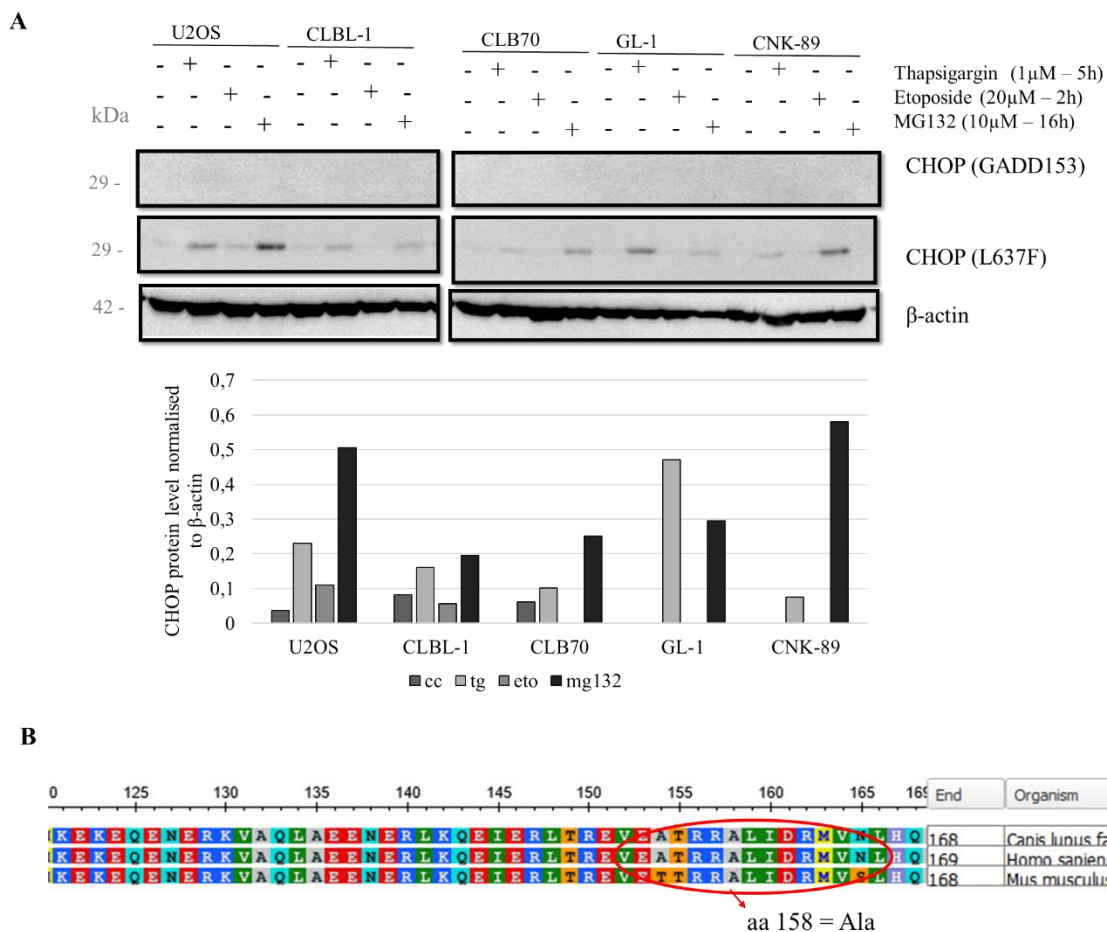 A
U2OS CLBL-1 CLB70 GL-1 CNK-89
- + - - - + - - - + - - - + - - - + - - Thapsigargin (1µM – 5h)
- - + - - - + - - - + - - - + - - - + - Etoposide (20µM – 2h)
- - - + - - - + - - - + - - - + - - - + MG132 (10µM – 16h)
kDa
29 - CHOP (GADD153)
29 - CHOP (L637F)
42 - β-actin
CHOP protein level normalised
to β-actin
0,7
0,6
0,5
0,4
0,3
0,2
0,1
0
U2OS CLBL-1 CLB70 GL-1 CNK-89
cc tg eto mg132
B
0 125 130 135 140 145 150 155 160 165 169 End Organism
K E K E Q E N E R K V A Q L A E E N E R L K Q E I E R L T R E V E A T R R A L I D R M V N L H Q 168 Canis lupus fa
K E K E Q E N E R K V A Q L A E E N E R L K Q E I E R L T R E V E A T R R A L I D R M V N L H Q 169 Homo sapiens
K E K E Q E N E R K V A Q L A E E N E R L K Q E I E R L T R E V E T T R R A L I D R M V S L H Q 168 Mus musculus
aa 158 = Ala